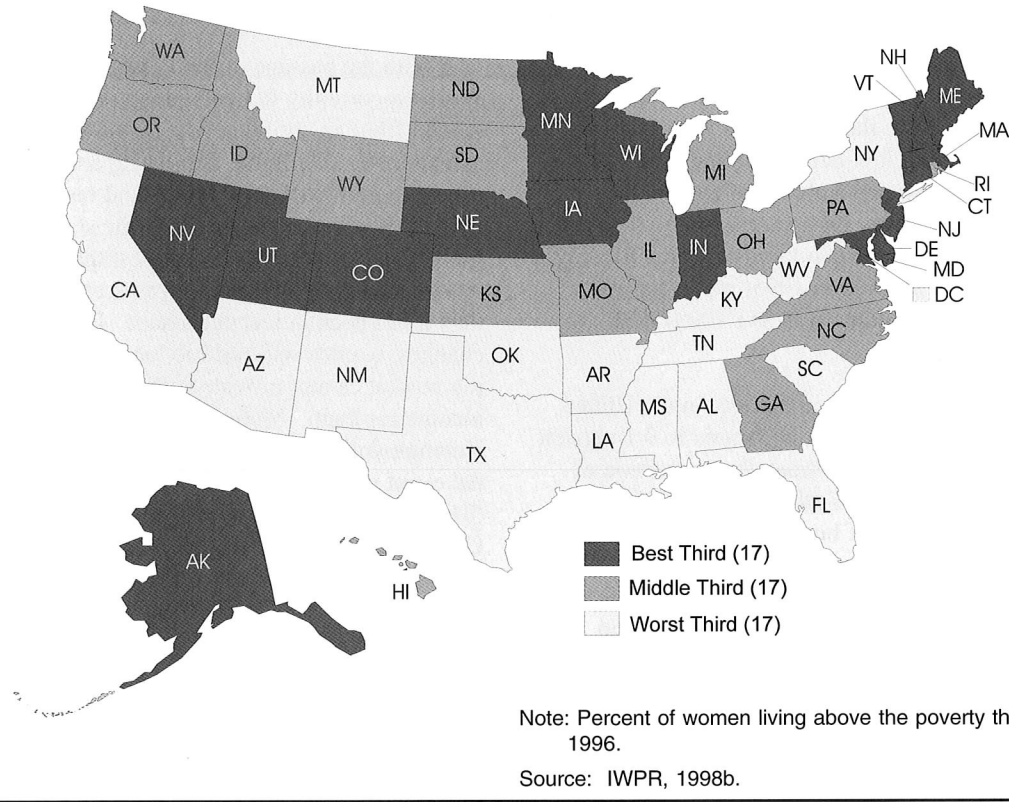 WA
MT
ND
MN
OR
ID
WY
SD
WI
MI
NY
VT
NH
ME
MA
RI
CT
NJ
DE
MD
DC
PA
NV
UT
CO
NE
IA
IL
IN
OH
WV
VA
CA
KS
MO
KY
NC
AZ
NM
OK
AR
TN
SC
TX
LA
MS
AL
GA
FL
AK
HI
Best Third (17)
Middle Third (17)
Worst Third (17)
Note: Percent of women living above the poverty
1996.
Source: IWPR, 1998b.